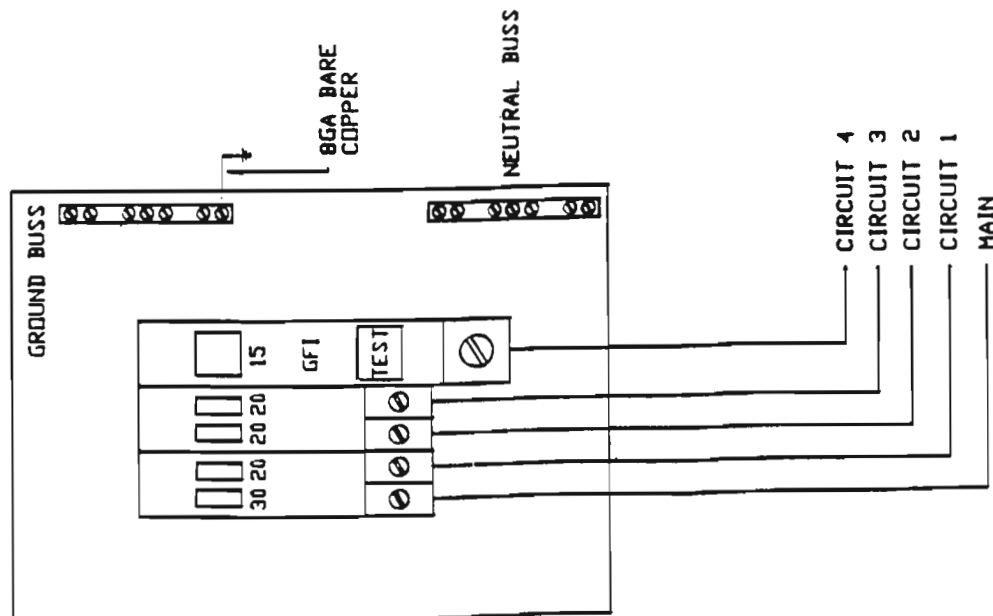 GROUND BUSS
8GA BARE
COPPER
NEUTRAL BUSS
15
GFI
TEST
20
20
20
30
CIRCUIT 4
CIRCUIT 3
CIRCUIT 2
CIRCUIT 1
MAIN